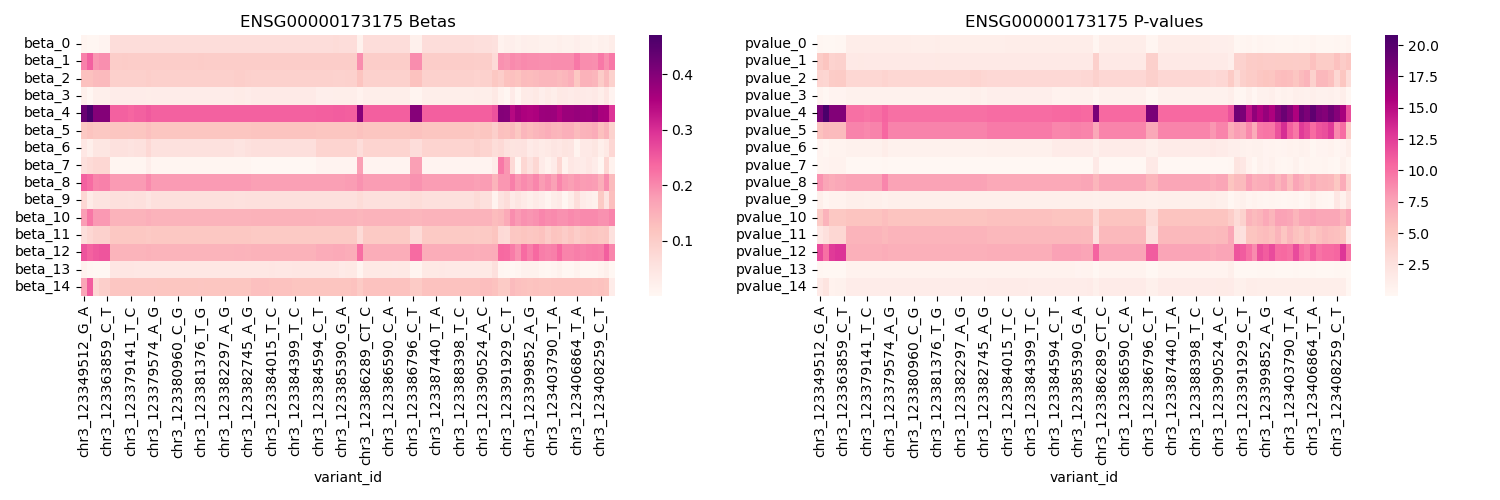 ENSG00000173175 Betas
beta_0
beta_1
beta_2
beta_3
beta_4
beta_5
beta_6
beta_7
beta_8
beta_9
beta_10
beta_11
beta_12
beta_13
beta_14
chr3_123349512_G_A
chr3_123363859_C_T
chr3_123379141_T_C
chr3_123379574_A_G
chr3_123380960_C_G
chr3_123381376_T_G
chr3_123382297_A_G
chr3_123382745_A_G
chr3_123384015_T_C
chr3_123384399_T_C
chr3_123384594_C_T
chr3_123385390_G_A
chr3_123386289_CT_C
chr3_123386590_C_A
chr3_123386796_C_T
chr3_123387440_T_A
chr3_123388398_T_C
chr3_123390524_A_C
chr3_123391929_C_T
chr3_123399852_A_G
chr3_123403790_T_A
chr3_123406864_T_A
chr3_123408259_C_T
variant_id
0.4
0.3
0.2
0.1
ENSG00000173175 P-values
pvalue_0
pvalue_1
pvalue_2
pvalue_3
pvalue_4
pvalue_5
pvalue_6
pvalue_7
pvalue_8
pvalue_9
pvalue_10
pvalue_11
pvalue_12
pvalue_13
pvalue_14
chr3_123349512_G_A
chr3_123363859_C_T
chr3_123379141_T_C
chr3_123379574_A_G
chr3_123380960_C_G
chr3_123381376_T_G
chr3_123382297_A_G
chr3_123382745_A_G
chr3_123384015_T_C
chr3_123384399_T_C
chr3_123384594_C_T
chr3_123385390_G_A
chr3_123386289_CT_C
chr3_123386590_C_A
chr3_123386796_C_T
chr3_123387440_T_A
chr3_123388398_T_C
chr3_123390524_A_C
chr3_123391929_C_T
chr3_123399852_A_G
chr3_123403790_T_A
chr3_123406864_T_A
chr3_123408259_C_T
variant_id
20.0
17.5
15.0
12.5
10.0
7.5
5.0
2.5